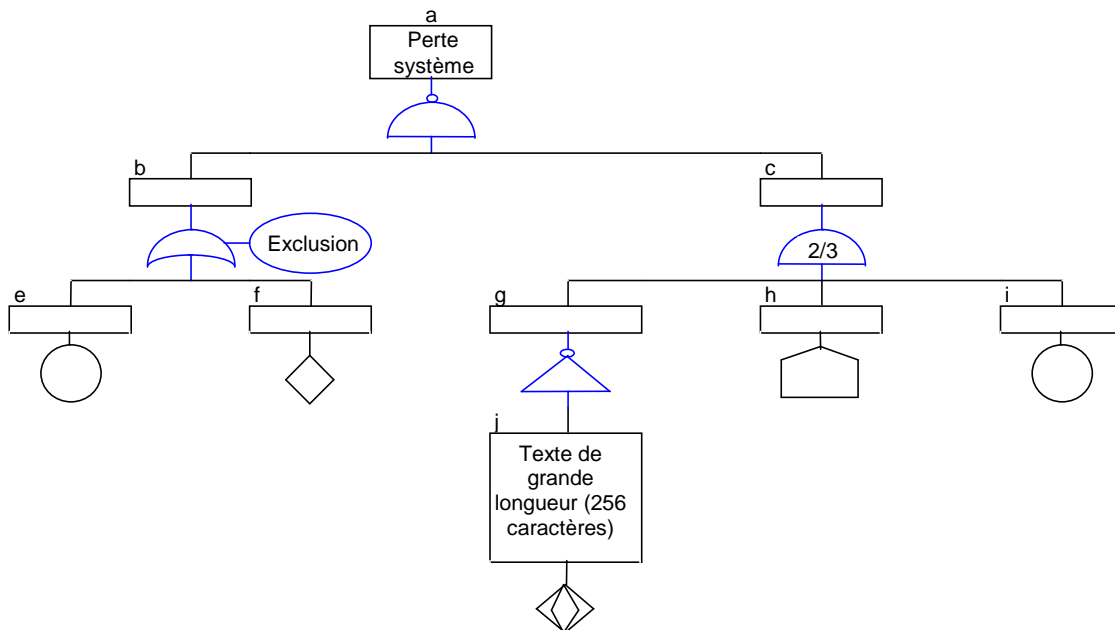 a
Perte
système
b
c
Exclusion
2/3
e
f
g
h
i
j
Texte de
grande
longueur (256
caractères)